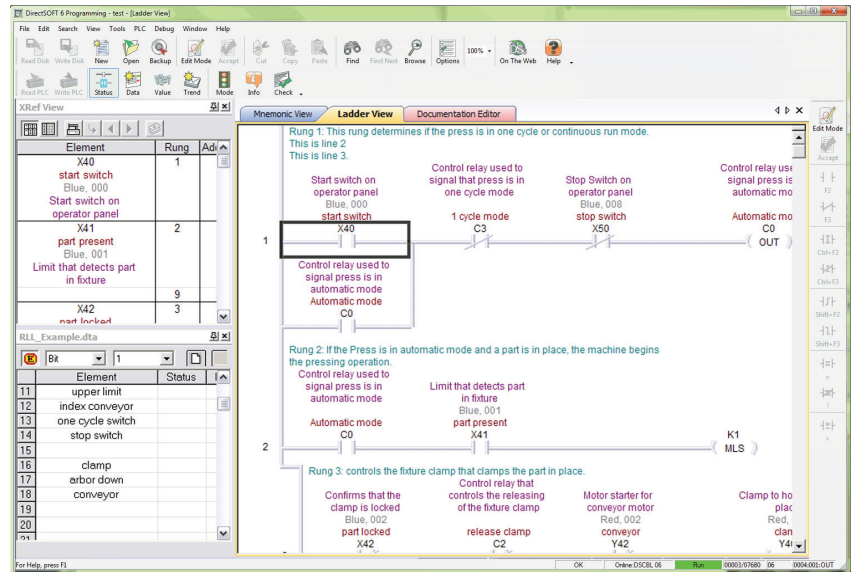 DirectSOFT 6 Programming - test - [Ladder View]
File Edit Search View Tools PLC Debug Window Help
Read Disk Write Disk New Open Backup Edit Mode Accept Cut Copy Paste Find Find Next Browse Options 100% On The Web Help
Read PLC Write PLC Status Data Value Trend Mode Info Check
XRef View
Element Rung Ad
X40 1
start switch
Blue, 000
Start switch on
operator panel
X41 2
part present
Blue, 001
Limit that detects part
in fixture
9
X42 3
part locked
RLL_Example.dta
Bit 1
Element Status
11 upper limit
12 index conveyor
13 one cycle switch
14 stop switch
15
16 clamp
17 arbor down
18 conveyor
19
20
21
Mnemonic View Ladder View Documentation Editor
Rung 1: This rung determines if the press is in one cycle or continuous run mode.
This is line 2
This is line 3.
Control relay used to Control relay use
Start switch on signal that press is in Stop Switch on signal press is
operator panel one cycle mode operator panel automatic mo
Blue, 000 Blue, 008
start switch 1 cycle mode stop switch Automatic mo
X40 C3 X50 C0
1 OUT
Control relay used to
signal press is in
automatic mode
Automatic mode
C0
Rung 2: If the Press is in automatic mode and a part is in place, the machine begins
the pressing operation.
Control relay used to
signal press is in Limit that detects part
automatic mode in fixture
Blue, 001
Automatic mode part present
C0 X41 K1
2 MLS
Rung 3: controls the fixture clamp that clamps the part in place.
Control relay that
Confirms that the controls the releasing Motor starter for Clamp to ho
clamp is locked of the fixture clamp conveyor motor plac
Blue, 002 Red, 002 Red,
part locked release clamp conveyor clam
X42 C2 Y42 Y4
Edit Mode
Accept
F2
F3
Ctrl+F2
Ctrl+F3
Shift+F2
Shift+F3
For Help, press F1 OK Online: DSCBL 06 Run 00003/07680 06 0004:001:OUT